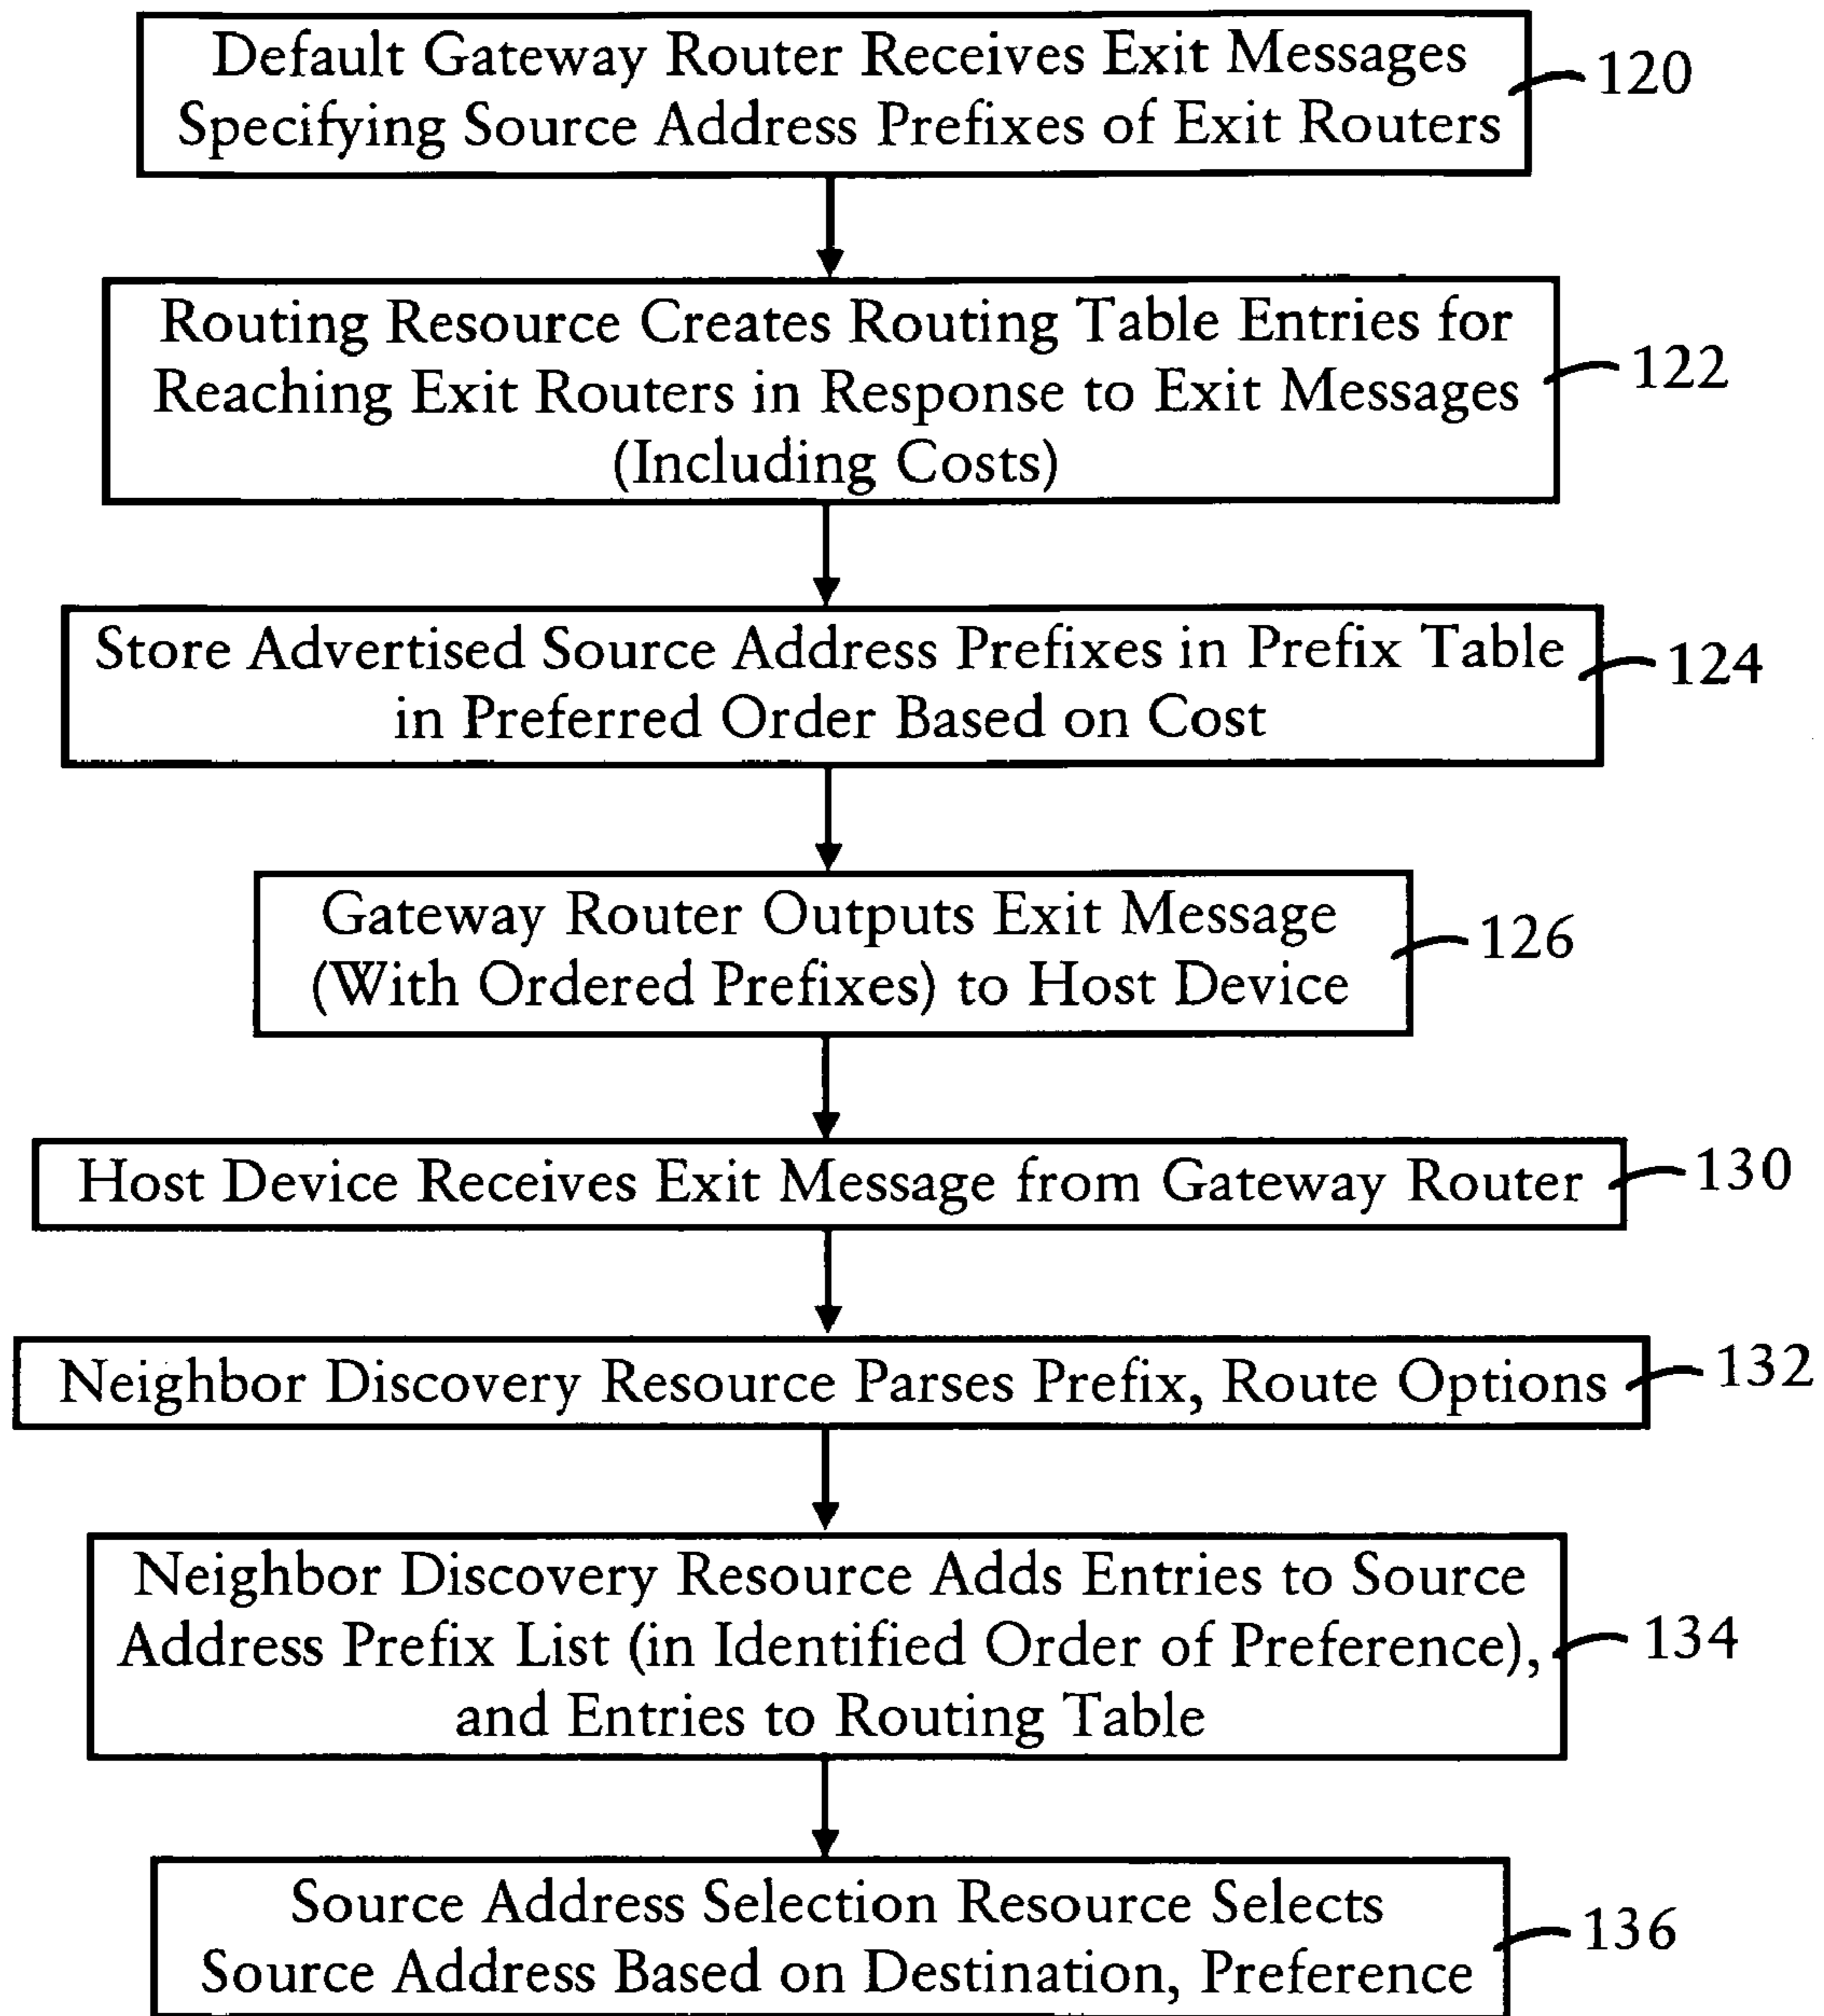 Default Gateway Router Receives Exit Messages
Specifying Source Address Prefixes of Exit Routers
120
Routing Resource Creates Routing Table Entries for
Reaching Exit Routers in Response to Exit Messages
(Including Costs)
122
Store Advertised Source Address Prefixes in Prefix Table
in Preferred Order Based on Cost
124
Gateway Router Outputs Exit Message
(With Ordered Prefixes) to Host Device
126
Host Device Receives Exit Message from Gateway Router
130
Neighbor Discovery Resource Parses Prefix, Route Options
132
Neighbor Discovery Resource Adds Entries to Source
Address Prefix List (in Identified Order of Preference),
and Entries to Routing Table
134
Source Address Selection Resource Selects
Source Address Based on Destination, Preference
136